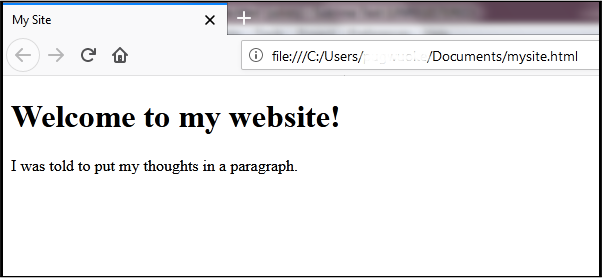 My Site
file:///C:/Users/ /Documents/mysite.html
Welcome to my website!
I was told to put my thoughts in a paragraph.